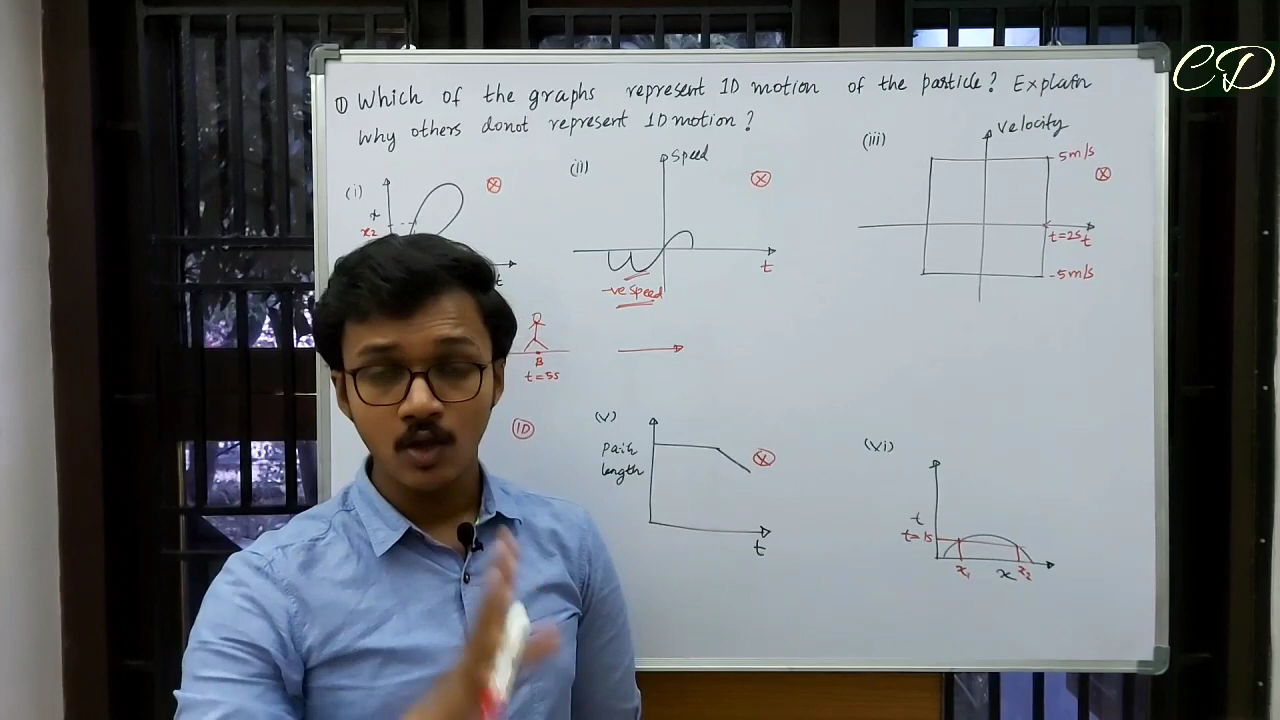 CD
① Which of the graphs represent 1D motion of the particle? Explain
why others donot represent 1D motion?
(i)
x
x₂
t
(ii)
Speed
t
-ve Speed
(iii)
Velocity
5m/s
t=2s
t
-5m/s
B
t=5s
1D
(v)
Path
length
t
(vi)
t
t=1s
x₁
x
x₂